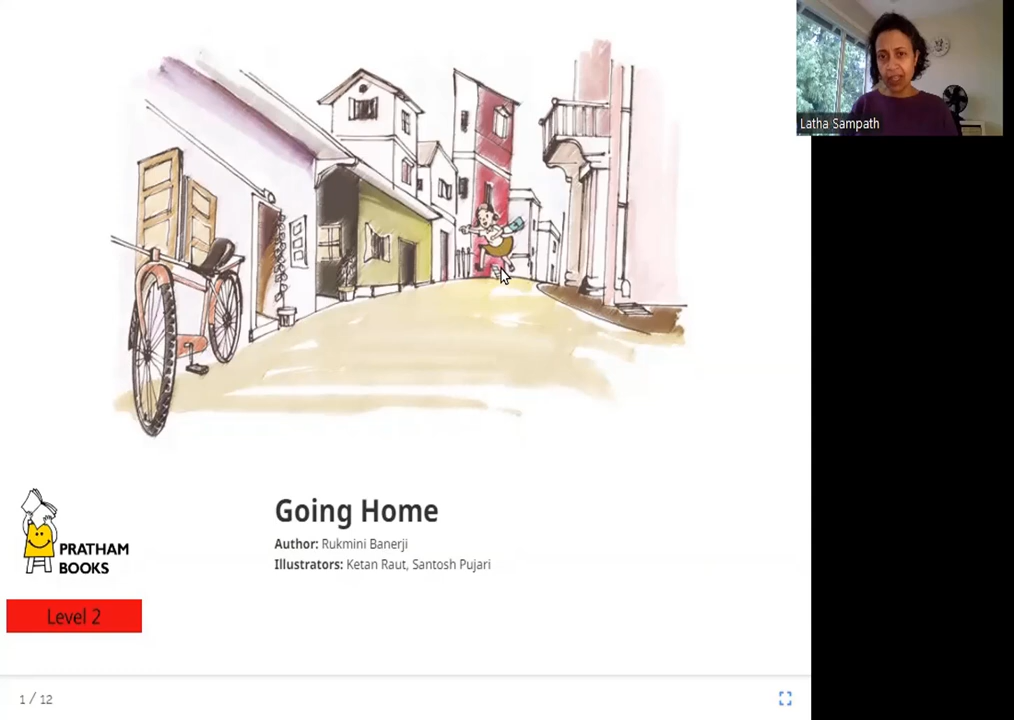 Latha Sampath
Going Home
Author: Rukmini Banerji
Illustrators: Ketan Raut, Santosh Pujari
PRATHAM
BOOKS
Level 2
1 / 12